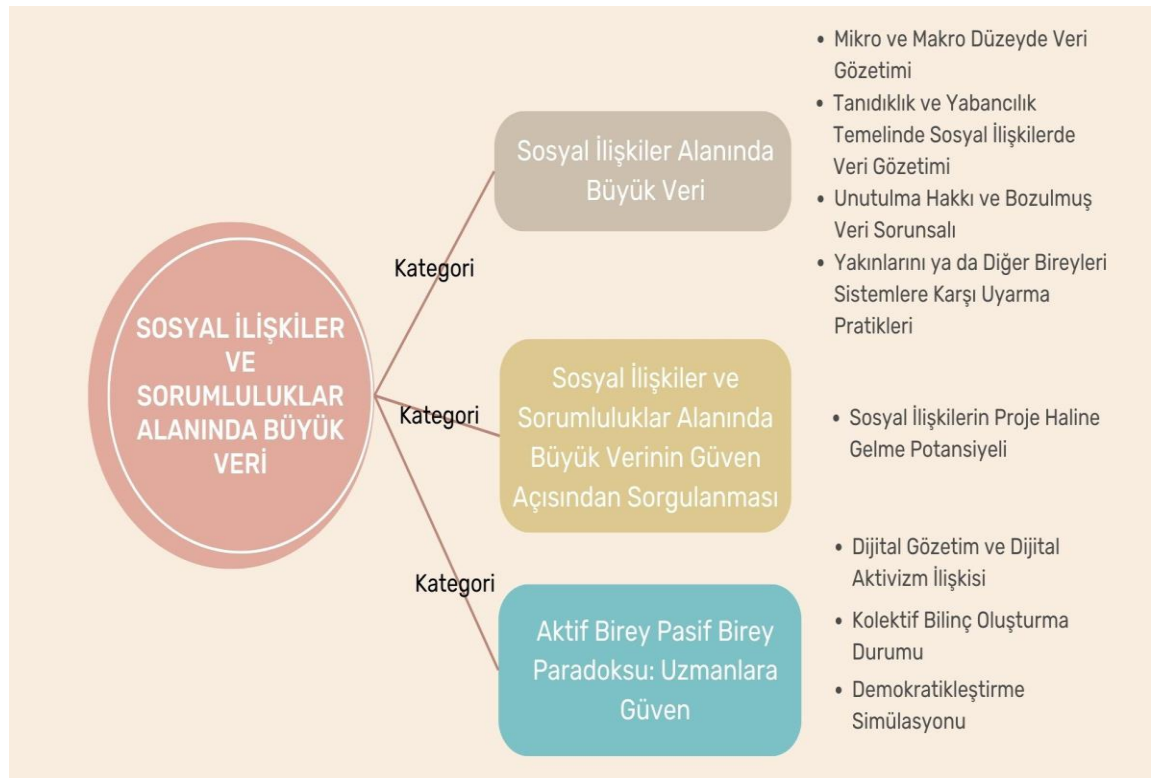 SOSYAL İLİŞKİLER
VE
SORUMLULUKLAR
ALANINDA BÜYÜK
VERİ
Kategori
Sosyal İlişkiler Alanında
Büyük Veri
• Mikro ve Makro Düzeyde Veri
Gözetimi
• Tanıdıklık ve Yabancılık
Temelinde Sosyal İlişkilerde
Veri Gözetimi
• Unutulma Hakkı ve Bozulmuş
Veri Sorunsalı
• Yakınlarını ya da Diğer Bireyleri
Sistemlere Karşı Uyarma
Pratikleri
Kategori
Sosyal İlişkiler ve
Sorumluluklar Alanında
Büyük Verinin Güven
Açısından Sorgulanması
• Sosyal İlişkilerin Proje Haline
Gelme Potansiyeli
Kategori
Aktif Birey Pasif Birey
Paradoksu: Uzmanlara
Güven
• Dijital Gözetim ve Dijital
Aktivizm İlişkisi
• Kolektif Bilinç Oluşturma
Durumu
• Demokratikleştirme
Simülasyonu